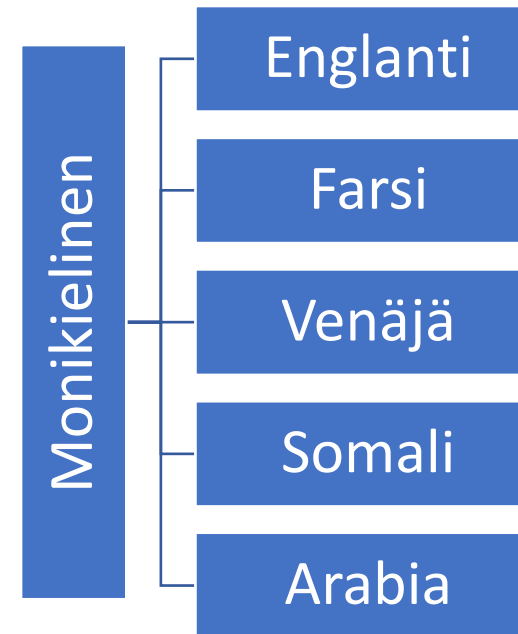 Monikielinen
Englanti
Farsi
Venäjä
Somali
Arabia